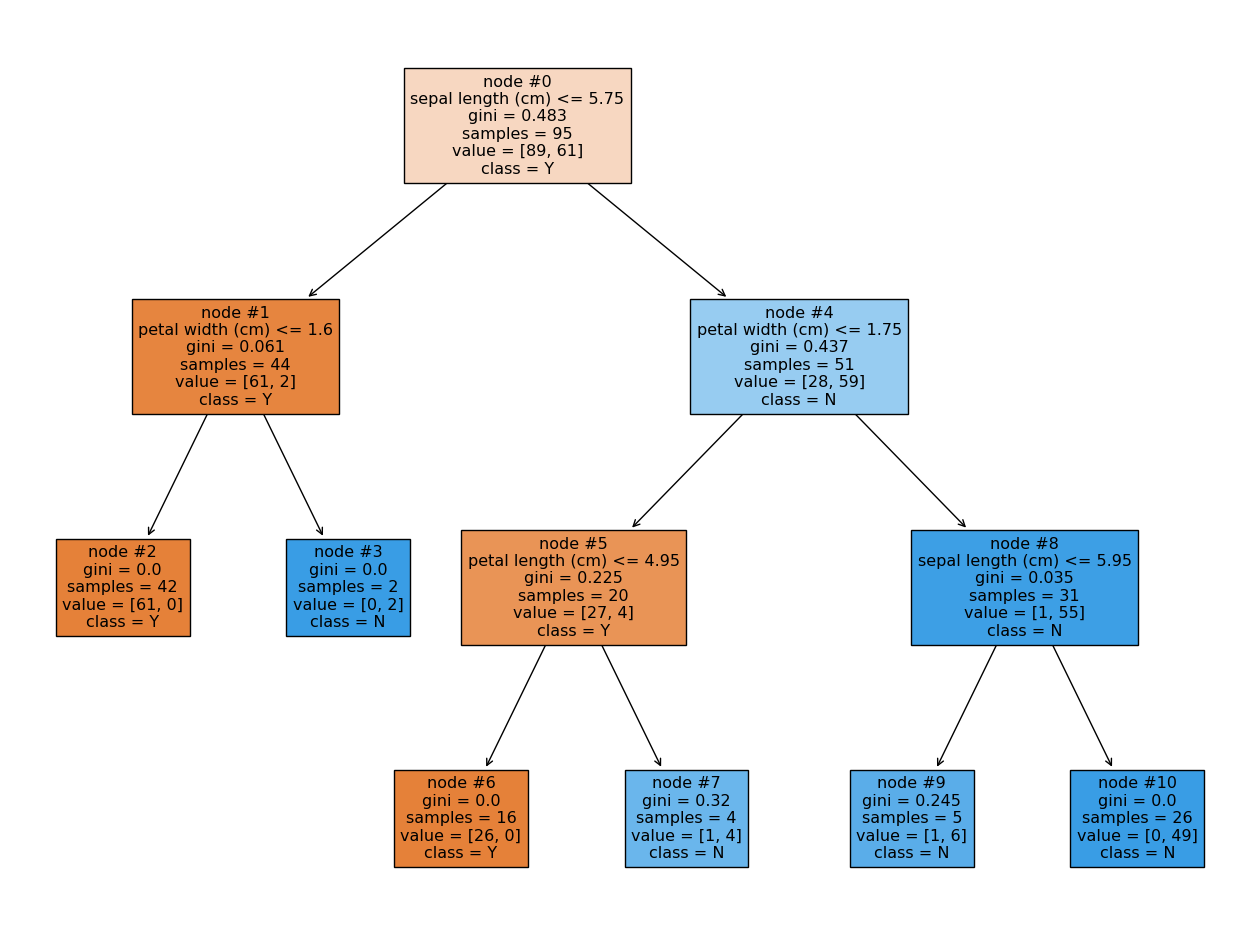 node #0
sepal length (cm) <= 5.75
gini = 0.483
samples = 95
value = [89, 61]
class = Y
node #1
petal width (cm) <= 1.6
gini = 0.061
samples = 44
value = [61, 2]
class = Y
node #4
petal width (cm) <= 1.75
gini = 0.437
samples = 51
value = [28, 59]
class = N
node #2
gini = 0.0
samples = 42
value = [61, 0]
class = Y
node #3
gini = 0.0
samples = 2
value = [0, 2]
class = N
node #5
petal length (cm) <= 4.95
gini = 0.225
samples = 20
value = [27, 4]
class = Y
node #8
sepal length (cm) <= 5.95
gini = 0.035
samples = 31
value = [1, 55]
class = N
node #6
gini = 0.0
samples = 16
value = [26, 0]
class = Y
node #7
gini = 0.32
samples = 4
value = [1, 4]
class = N
node #9
gini = 0.245
samples = 5
value = [1, 6]
class = N
node #10
gini = 0.0
samples = 26
value = [0, 49]
class = N